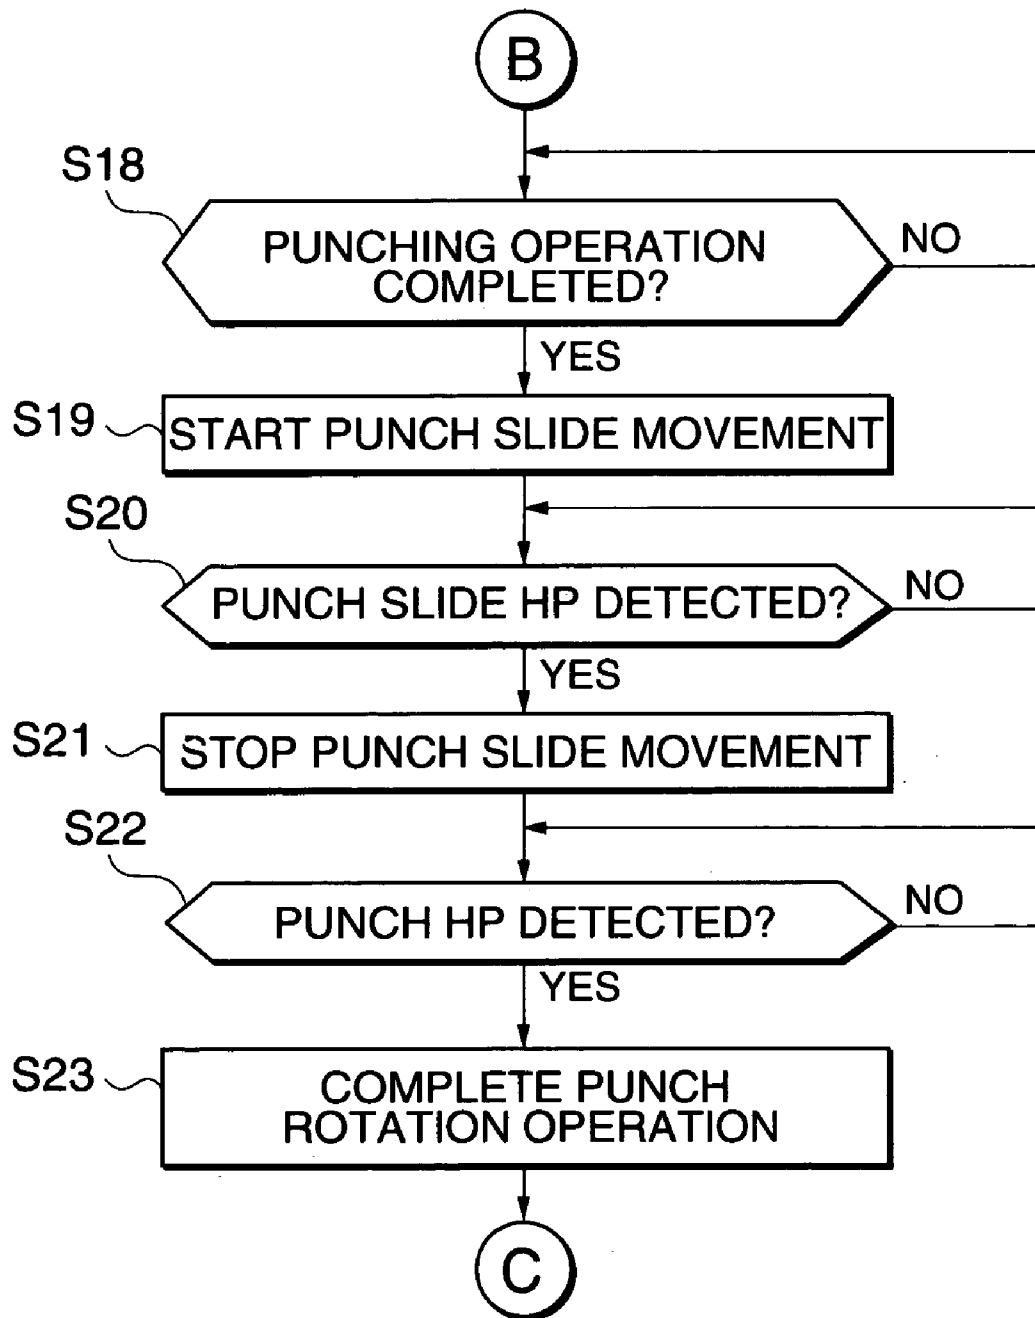 B
S18
PUNCHING OPERATION
COMPLETED?
NO
YES
S19
START PUNCH SLIDE MOVEMENT
S20
PUNCH SLIDE HP DETECTED?
NO
YES
S21
STOP PUNCH SLIDE MOVEMENT
S22
PUNCH HP DETECTED?
NO
YES
S23
COMPLETE PUNCH
ROTATION OPERATION
C